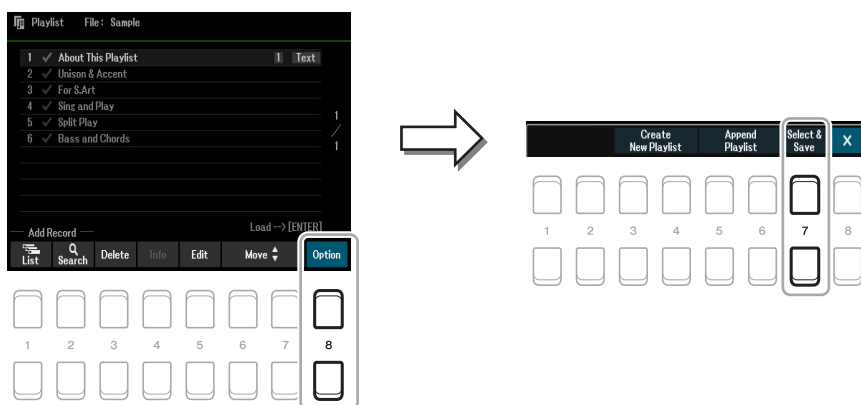 Playlist File : Sample
1 ✓ About This Playlist 1 Text
2 ✓ Unison & Accent
3 ✓ For S.Art
4 ✓ Sing and Play
5 ✓ Split Play
6 ✓ Bass and Chords
1
/
1
Add Record
Load -->[ENTER]
List Search Delete Info Edit Move Option
1 2 3 4 5 6 7 8
Create
New Playlist
Append
Playlist
Select &
Save
X
1 2 3 4 5 6 7 8